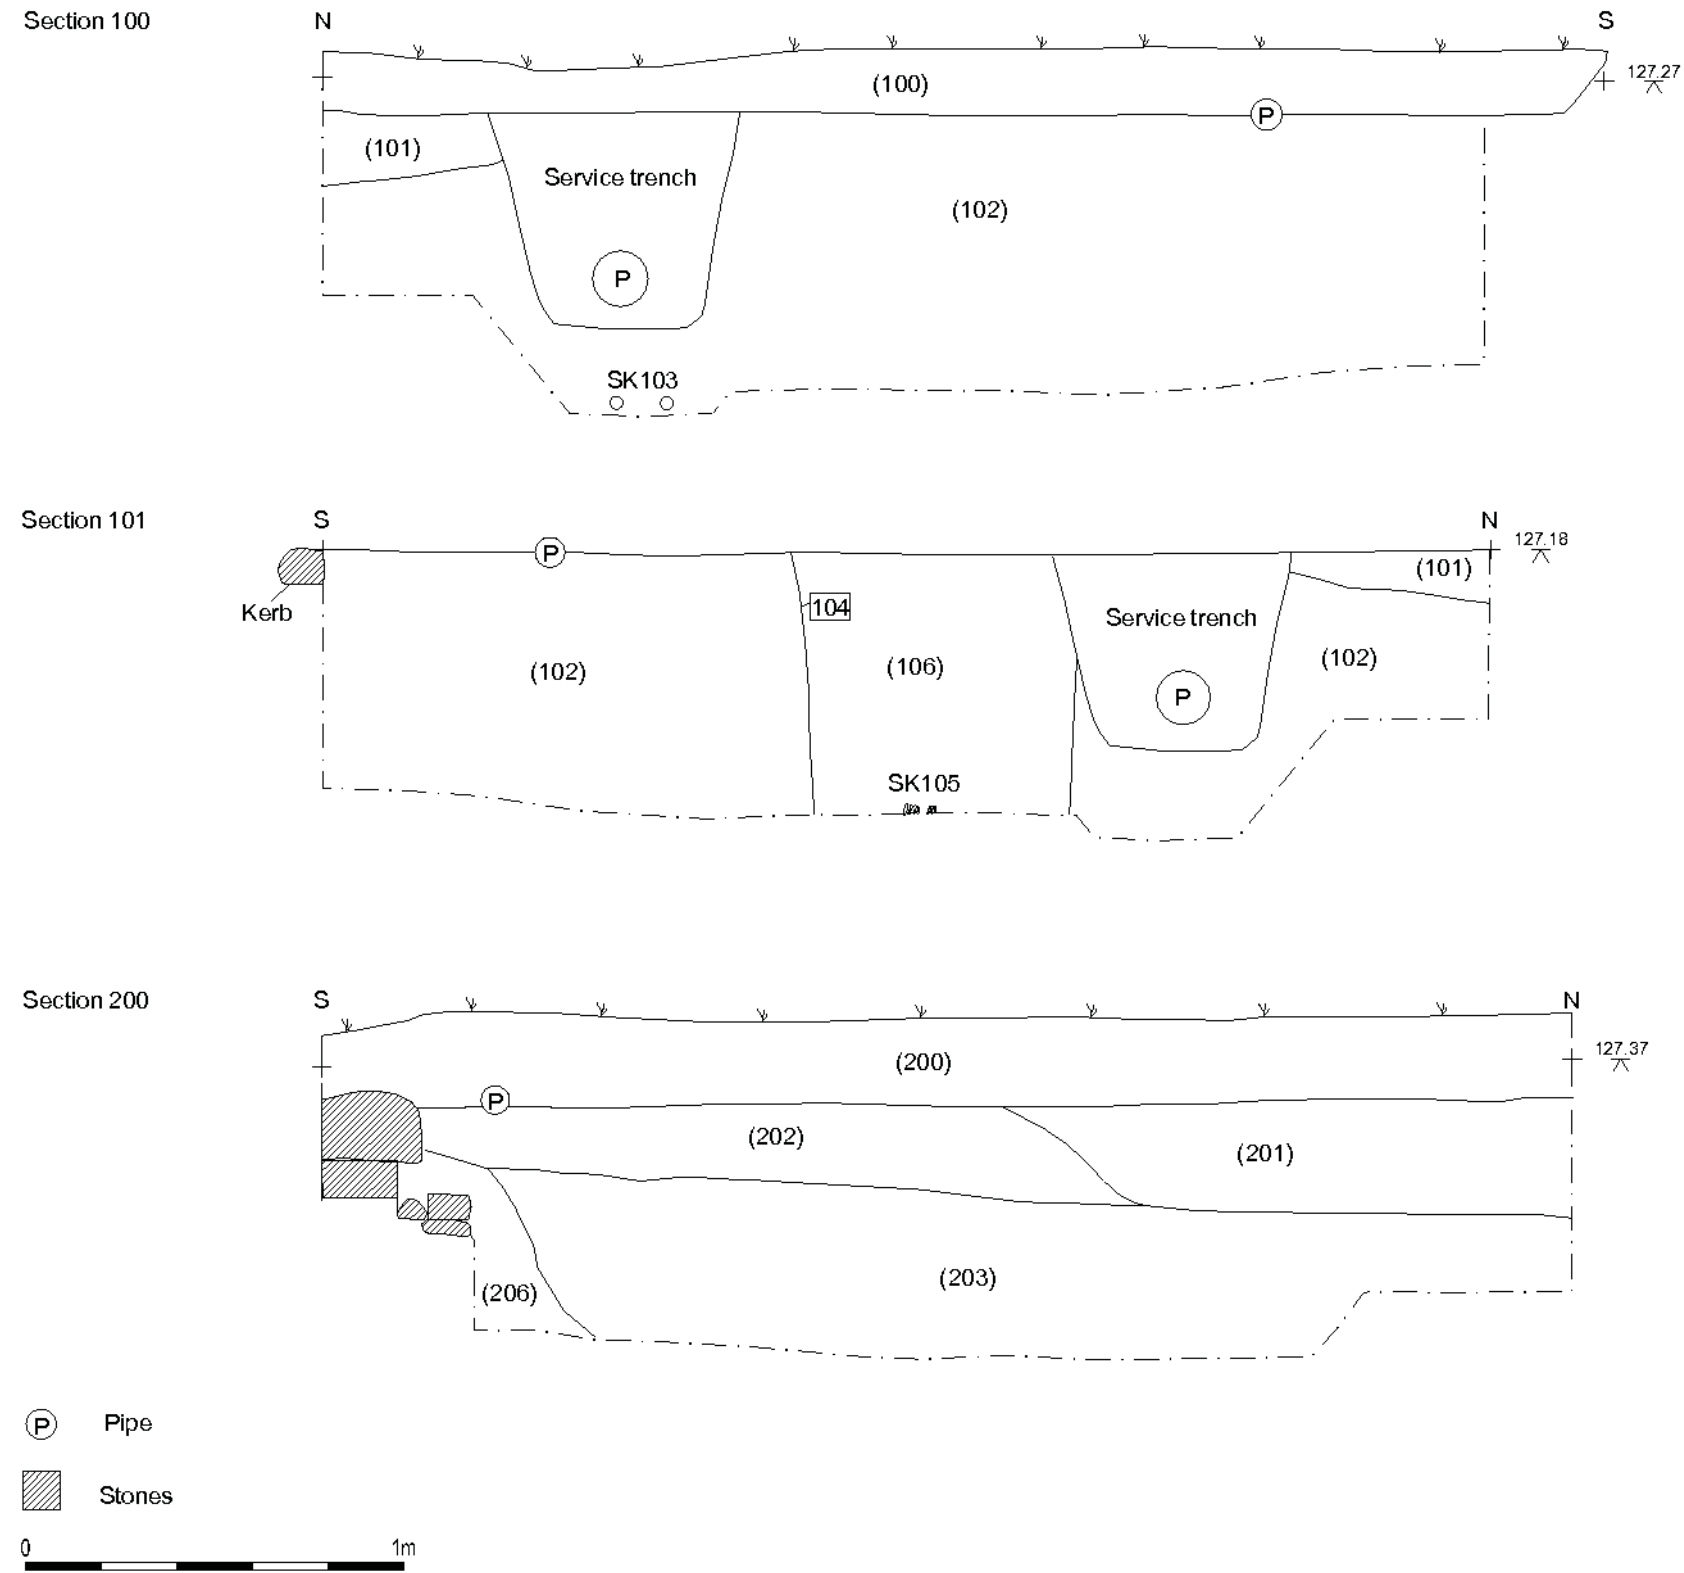 Section 100 N S
127.27
(100)
P
(101)
Service trench
(102)
P
SK103
Section 101 S N
127.18
P
(101)
Kerb
104
Service trench
(102)
(106)
(102)
P
SK105
Section 200 S N
127.37
(200)
P
(202)
(201)
(203)
(206)
P Pipe
Stones
0 1m